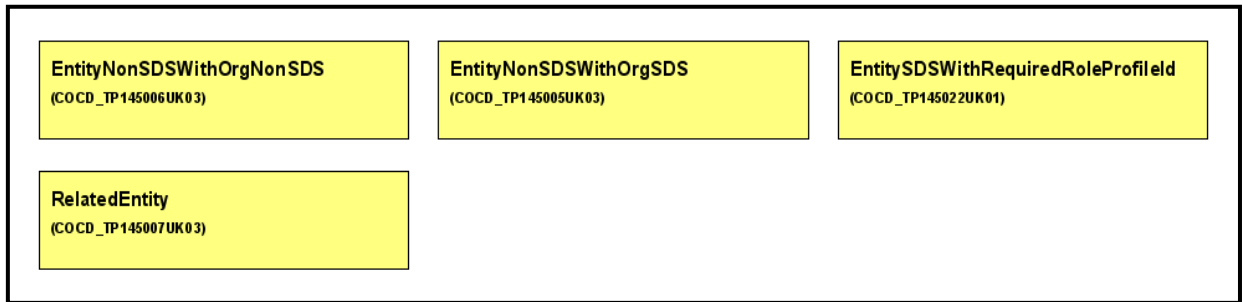 EntityNonSDSWithOrgNonSDS
(COCD_TP145006UK03)
EntityNonSDSWithOrgSDS
(COCD_TP145005UK03)
EntitySDSWithRequiredRoleProfileId
(COCD_TP145022UK01)
RelatedEntity
(COCD_TP145007UK03)